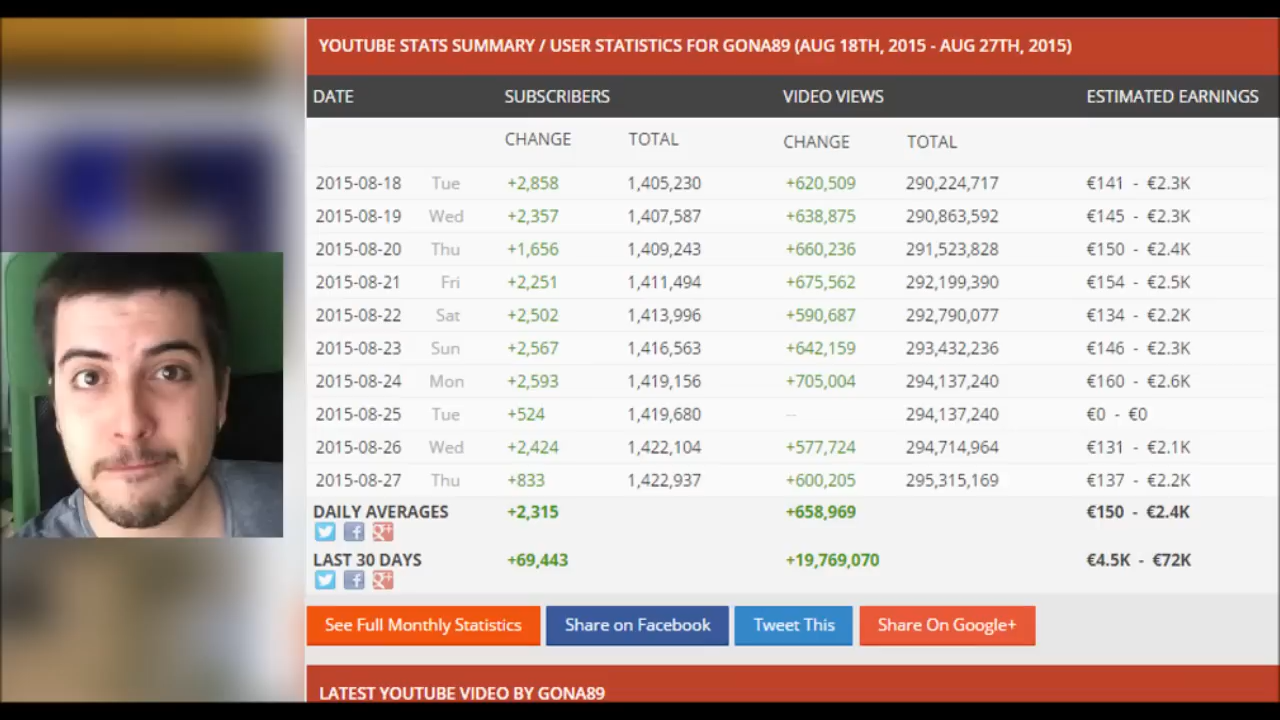 YOUTUBE STATS SUMMARY / USER STATISTICS FOR GONA89 (AUG 18TH, 2015 - AUG 27TH, 2015)
DATE SUBSCRIBERS VIDEO VIEWS ESTIMATED EARNINGS
CHANGE TOTAL CHANGE TOTAL
2015-08-18 Tue +2,858 1,405,230 +620,509 290,224,717 €141 - €2.3K
2015-08-19 Wed +2,357 1,407,587 +638,875 290,863,592 €145 - €2.3K
2015-08-20 Thu +1,656 1,409,243 +660,236 291,523,828 €150 - €2.4K
2015-08-21 Fri +2,251 1,411,494 +675,562 292,199,390 €154 - €2.5K
2015-08-22 Sat +2,502 1,413,996 +590,687 292,790,077 €134 - €2.2K
2015-08-23 Sun +2,567 1,416,563 +642,159 293,432,236 €146 - €2.3K
2015-08-24 Mon +2,593 1,419,156 +705,004 294,137,240 €160 - €2.6K
2015-08-25 Tue +524 1,419,680 -- 294,137,240 €0 - €0
2015-08-26 Wed +2,424 1,422,104 +577,724 294,714,964 €131 - €2.1K
2015-08-27 Thu +833 1,422,937 +600,205 295,315,169 €137 - €2.2K
DAILY AVERAGES +2,315 +658,969 €150 - €2.4K
LAST 30 DAYS +69,443 +19,769,070 €4.5K - €72K
See Full Monthly Statistics Share on Facebook Tweet This Share On Google+
LATEST YOUTUBE VIDEO BY GONA89